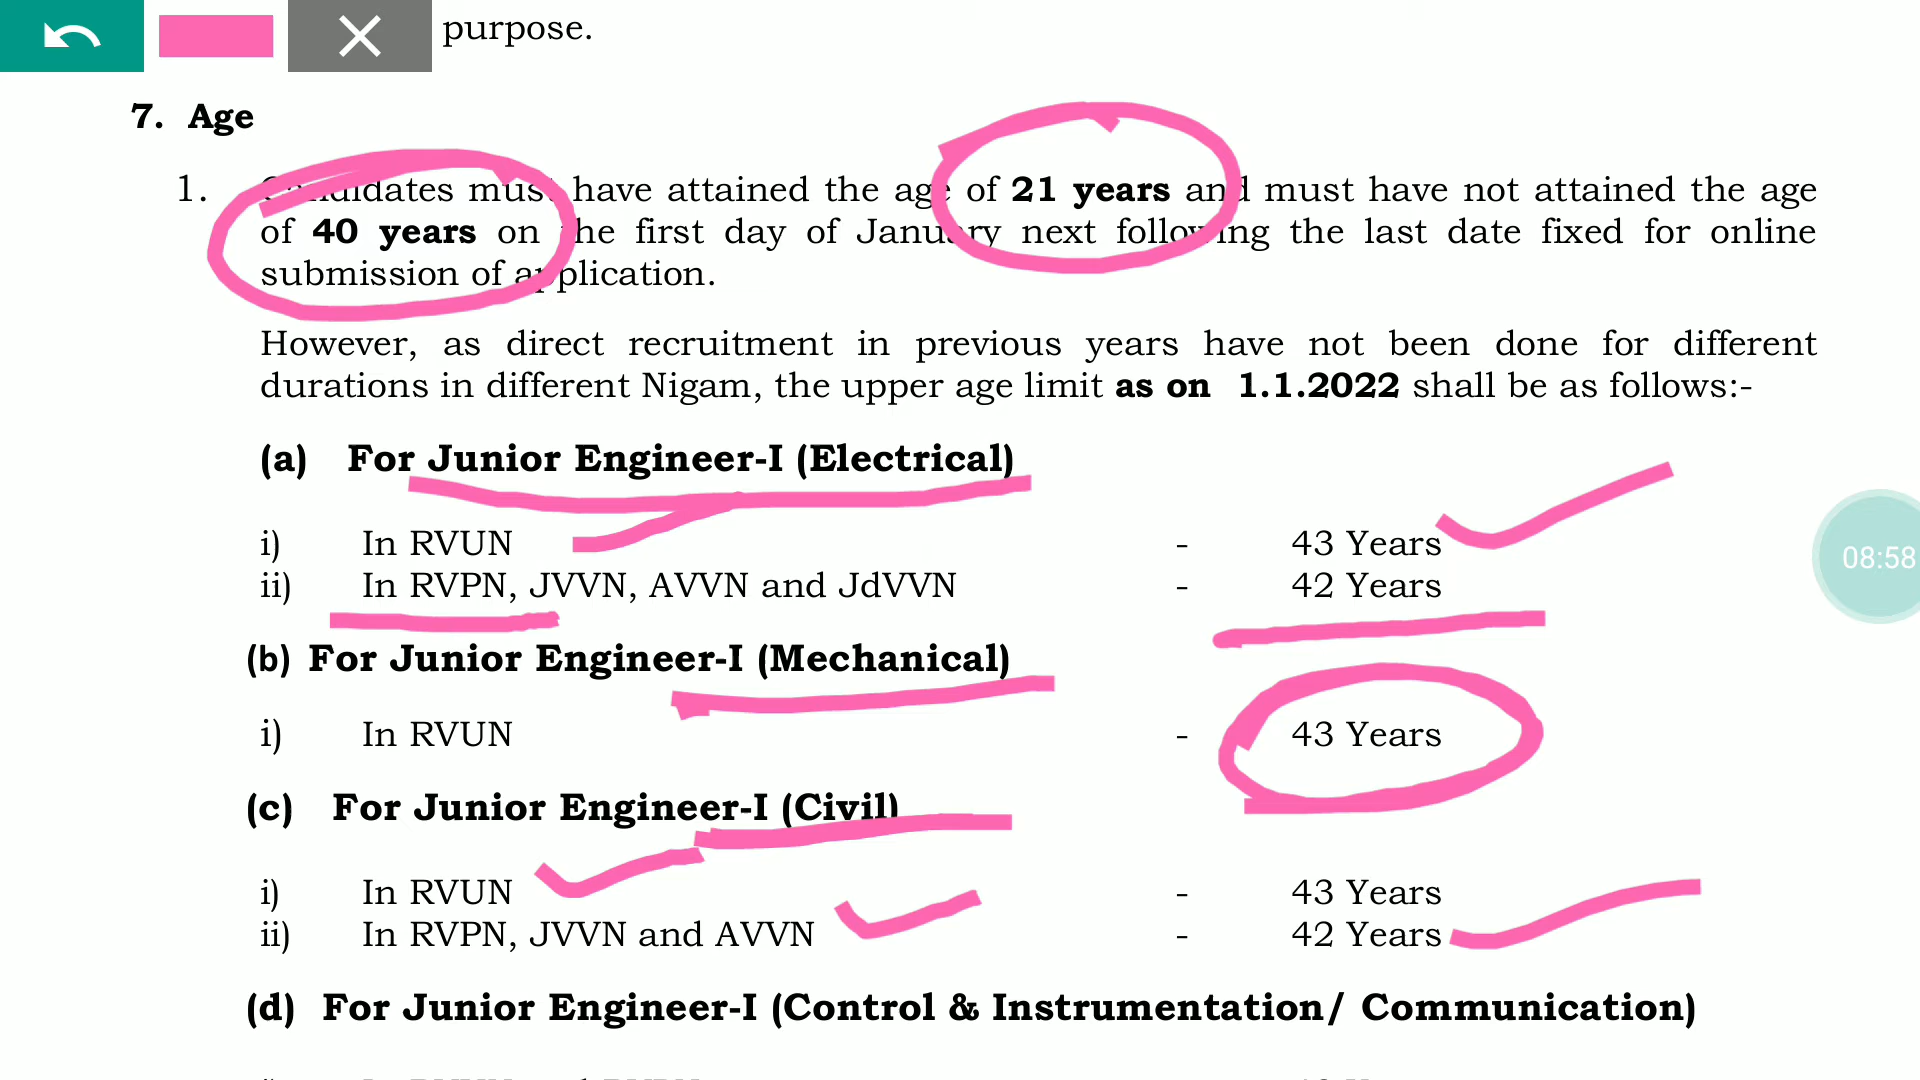 purpose.
7. Age
1. Candidates must have attained the age of 21 years and must have not attained the age
of 40 years on the first day of January next following the last date fixed for online
submission of application.
However, as direct recruitment in previous years have not been done for different
durations in different Nigam, the upper age limit as on 1.1.2022 shall be as follows:-
(a) For Junior Engineer-I (Electrical)
i) In RVUN - 43 Years
ii) In RVPN, JVVN, AVVN and JdVVN - 42 Years
08:58
(b) For Junior Engineer-I (Mechanical)
i) In RVUN - 43 Years
(c) For Junior Engineer-I (Civil)
i) In RVUN - 43 Years
ii) In RVPN, JVVN and AVVN - 42 Years
(d) For Junior Engineer-I (Control & Instrumentation/ Communication)